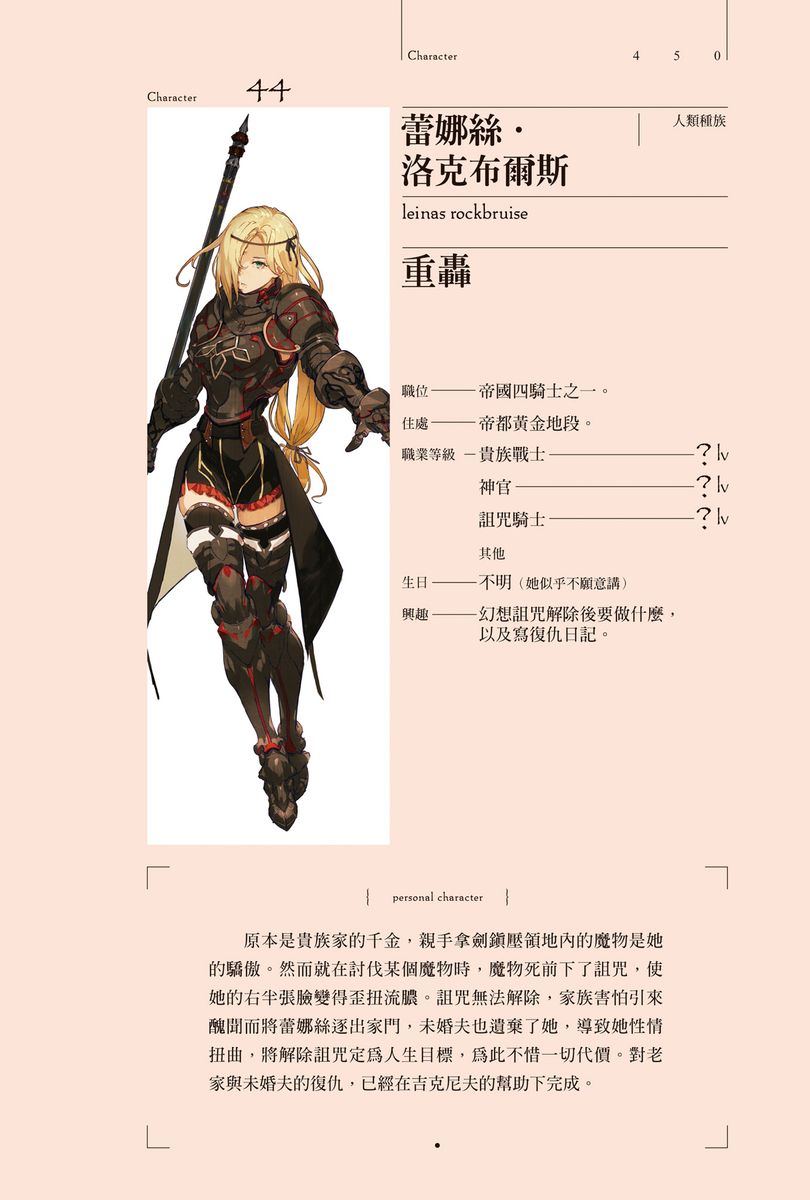 Character 4 5 0
Character 44
蕾娜絲・
洛克布爾斯
人類種族
leinas rockbruise
重轟
職位 帝國四騎士之一。
住處 帝都黃金地段。
職業等級 貴族戰士 ? lv
神官 ? lv
詛咒騎士 ? lv
其他
生日 不明（她似乎不願意講）
興趣 幻想詛咒解除後要做什麼，
以及寫復仇日記。
personal character
原本是貴族家的千金，親手拿劍鎮壓領地內的魔物是她
的驕傲。然而就在討伐某個魔物時，魔物死前下了詛咒，使
她的右半張臉變得歪扭流膿。詛咒無法解除，家族害怕引來
醜聞而將蕾娜絲逐出家門，未婚夫也遺棄了她，導致她性情
扭曲，將解除詛咒定爲人生目標，爲此不惜一切代價。對老
家與未婚夫的復仇，已經在吉克尼夫的幫助下完成。